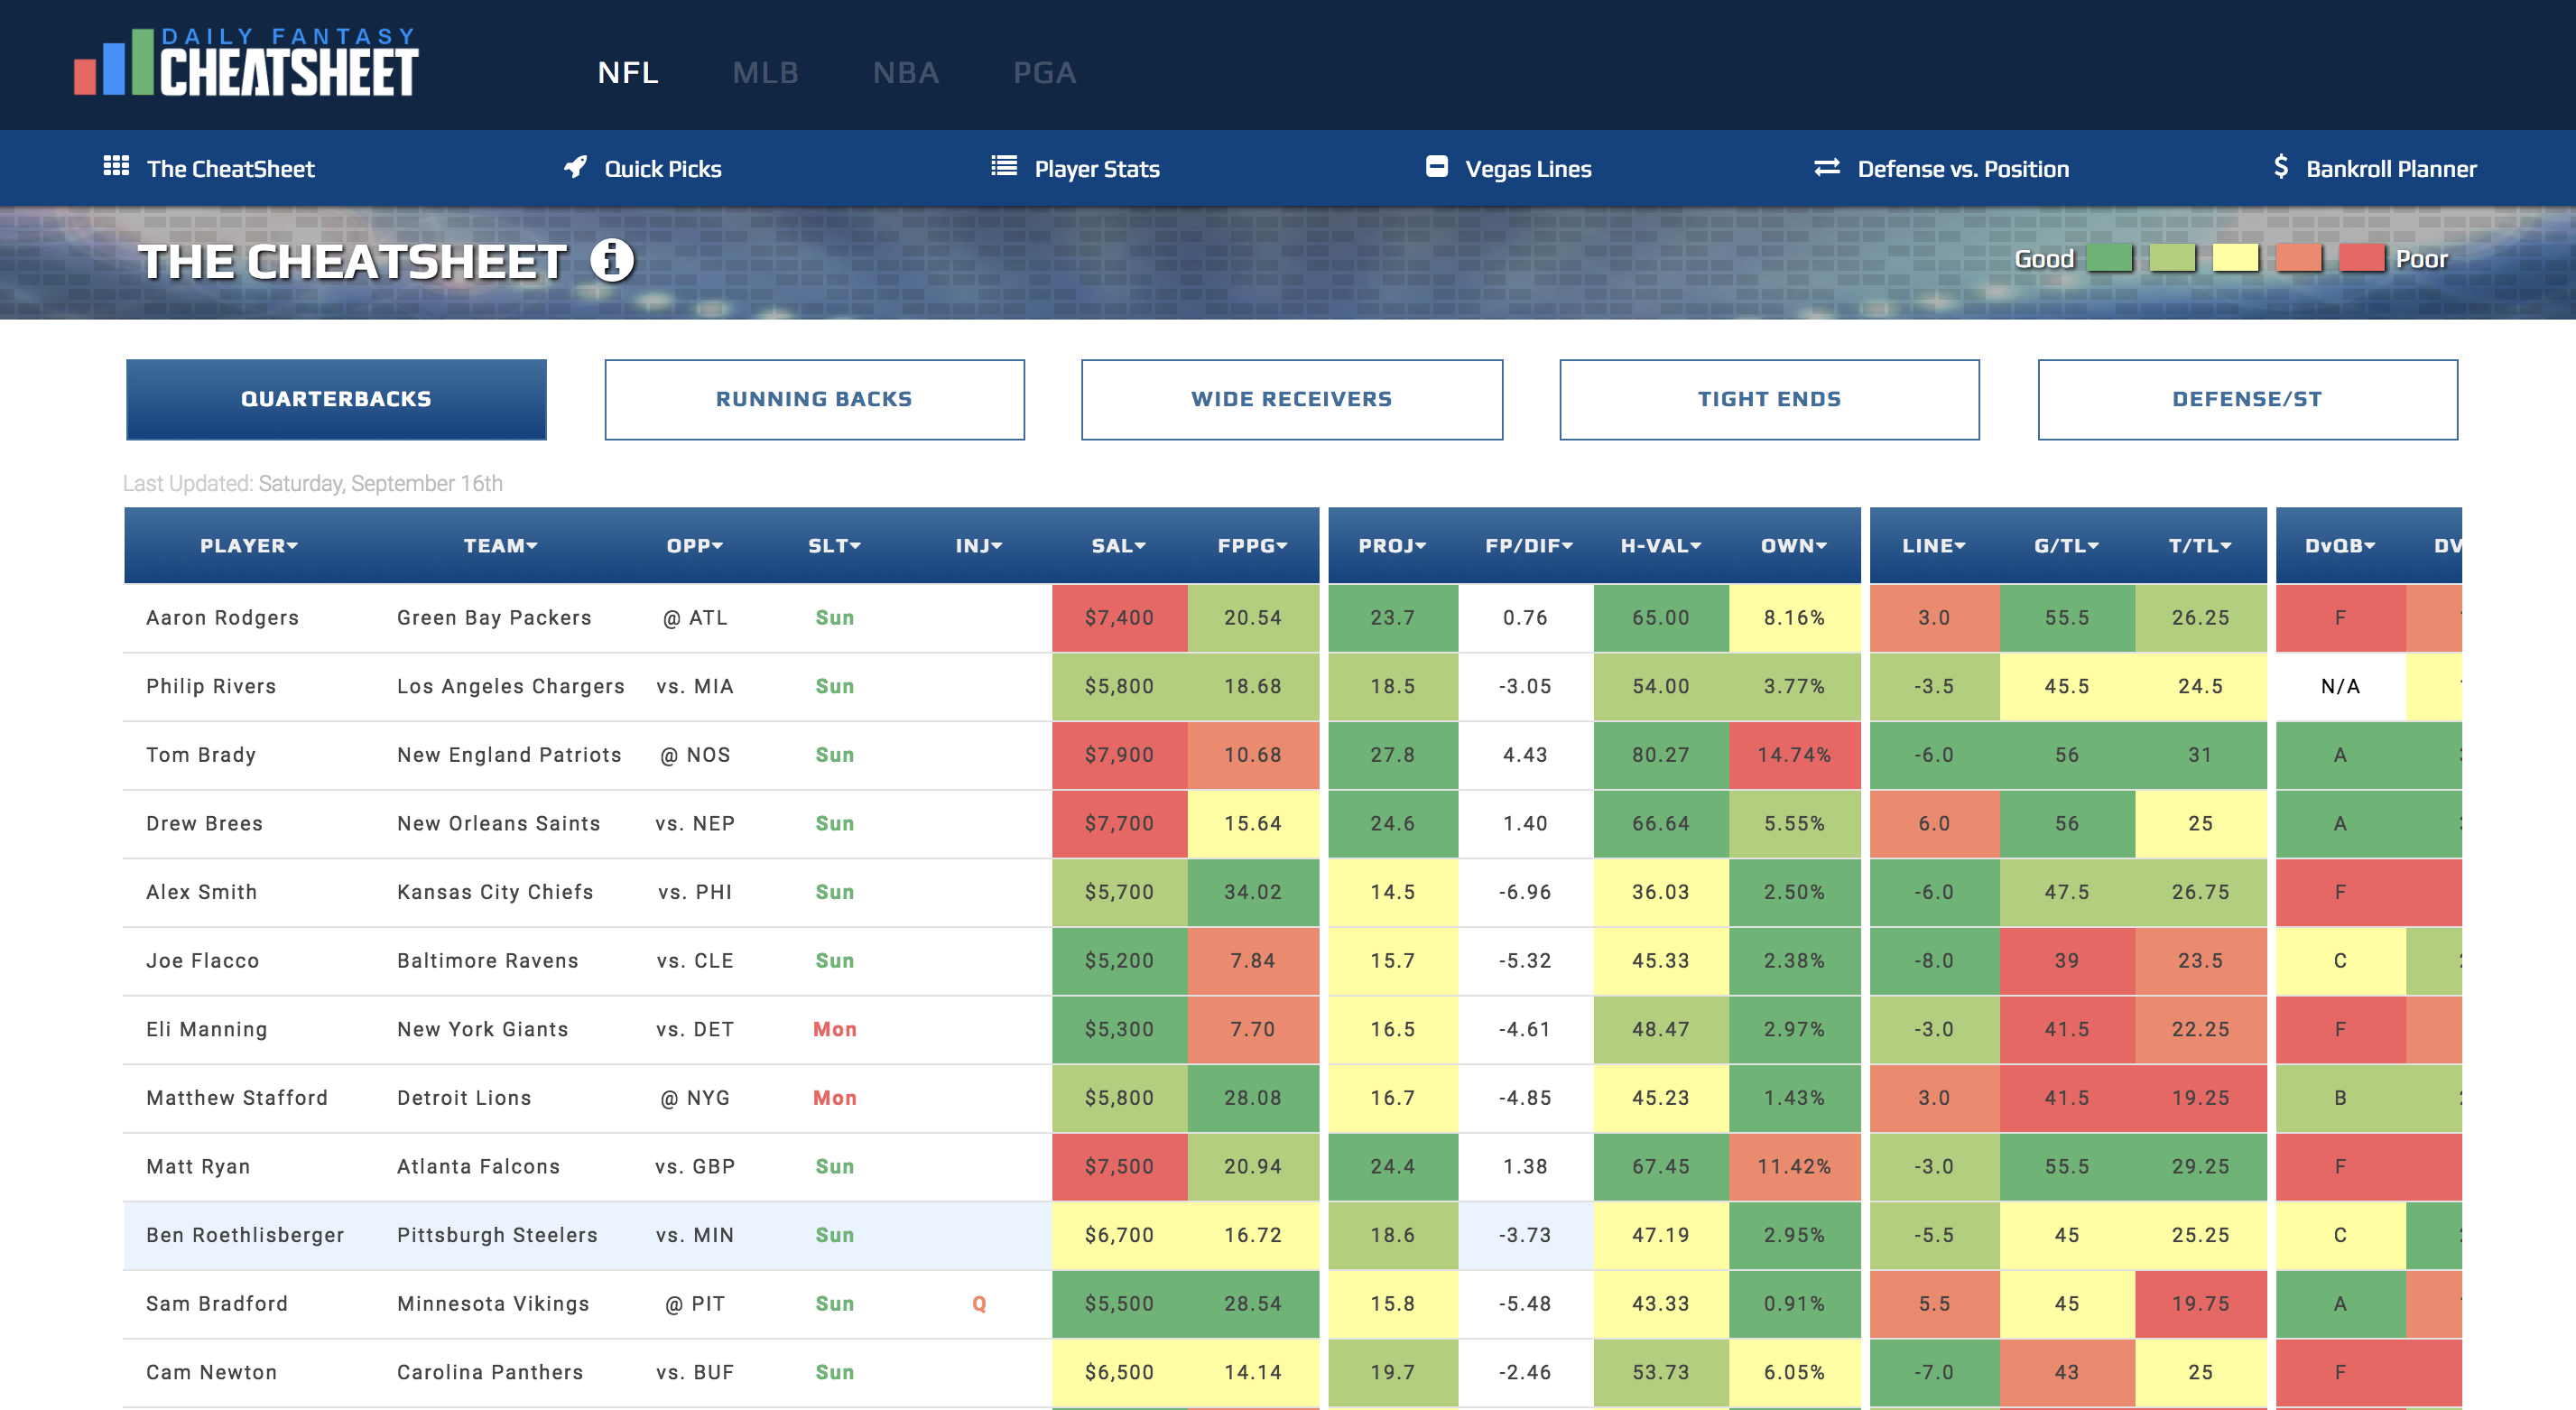 DAILY FANTASY
CHEATSHEET
NFL MLB NBA PGA
The CheatSheet Quick Picks Player Stats Vegas Lines Defense vs. Position $ Bankroll Planner
THE CHEATSHEET i Good Poor
QUARTERBACKS RUNNING BACKS WIDE RECEIVERS TIGHT ENDS DEFENSE/ST
Last Updated: Saturday, September 16th
PLAYER TEAM OPP SLT INJ SAL FPPG PROJ FP/DIF H-VAL OWN LINE G/TL T/TL DvQB
Aaron Rodgers Green Bay Packers @ ATL Sun $7,400 20.54 23.7 0.76 65.00 8.16% 3.0 55.5 26.25 F
Philip Rivers Los Angeles Chargers vs. MIA Sun $5,800 18.68 18.5 -3.05 54.00 3.77% -3.5 45.5 24.5 N/A
Tom Brady New England Patriots @ NOS Sun $7,900 10.68 27.8 4.43 80.27 14.74% -6.0 56 31 A
Drew Brees New Orleans Saints vs. NEP Sun $7,700 15.64 24.6 1.40 66.64 5.55% 6.0 56 25 A
Alex Smith Kansas City Chiefs vs. PHI Sun $5,700 34.02 14.5 -6.96 36.03 2.50% -6.0 47.5 26.75 F
Joe Flacco Baltimore Ravens vs. CLE Sun $5,200 7.84 15.7 -5.32 45.33 2.38% -8.0 39 23.5 C
Eli Manning New York Giants vs. DET Mon $5,300 7.70 16.5 -4.61 48.47 2.97% -3.0 41.5 22.25 F
Matthew Stafford Detroit Lions @ NYG Mon $5,800 28.08 16.7 -4.85 45.23 1.43% 3.0 41.5 19.25 B
Matt Ryan Atlanta Falcons vs. GBP Sun $7,500 20.94 24.4 1.38 67.45 11.42% -3.0 55.5 29.25 F
Ben Roethlisberger Pittsburgh Steelers vs. MIN Sun $6,700 16.72 18.6 -3.73 47.19 2.95% -5.5 45 25.25 C
Sam Bradford Minnesota Vikings @ PIT Sun Q $5,500 28.54 15.8 -5.48 43.33 0.91% 5.5 45 19.75 A
Cam Newton Carolina Panthers vs. BUF Sun $6,500 14.14 19.7 -2.46 53.73 6.05% -7.0 43 25 F